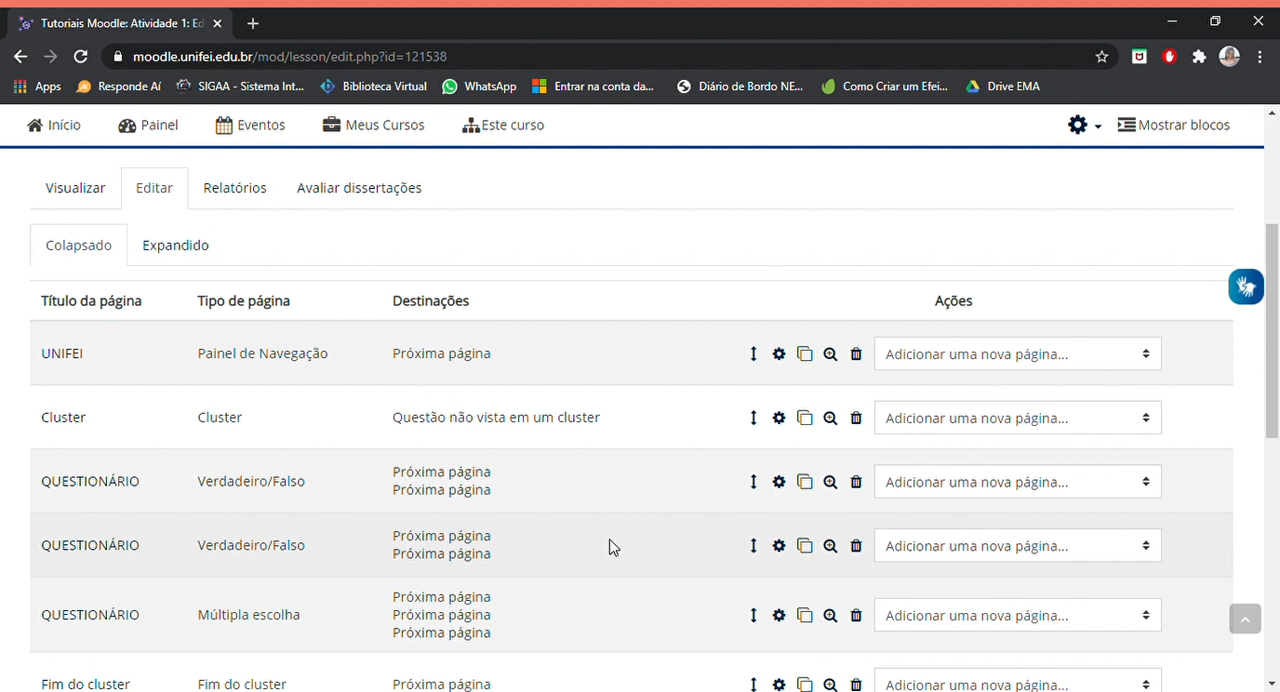 Tutoriais Moodle: Atividade 1: Ed
moodle.unifei.edu.br/mod/lesson/edit.php?id=121538
Apps Responde Aí SIGAA - Sistema Int... Biblioteca Virtual WhatsApp Entrar na conta da... Diário de Bordo NE... Como Criar um Efei... Drive EMA
Início Painel Eventos Meus Cursos Este curso Mostrar blocos
Visualizar Editar Relatórios Avaliar dissertações
Colapsado Expandido
Título da página Tipo de página Destinações Ações
UNIFEI Painel de Navegação Próxima página Adicionar uma nova página...
Cluster Cluster Questão não vista em um cluster Adicionar uma nova página...
QUESTIONÁRIO Verdadeiro/Falso Próxima página Adicionar uma nova página...
Próxima página
QUESTIONÁRIO Verdadeiro/Falso Próxima página Adicionar uma nova página...
Próxima página
QUESTIONÁRIO Múltipla escolha Próxima página Adicionar uma nova página...
Próxima página
Próxima página
Fim do cluster Fim do cluster Próxima página Adicionar uma nova página...